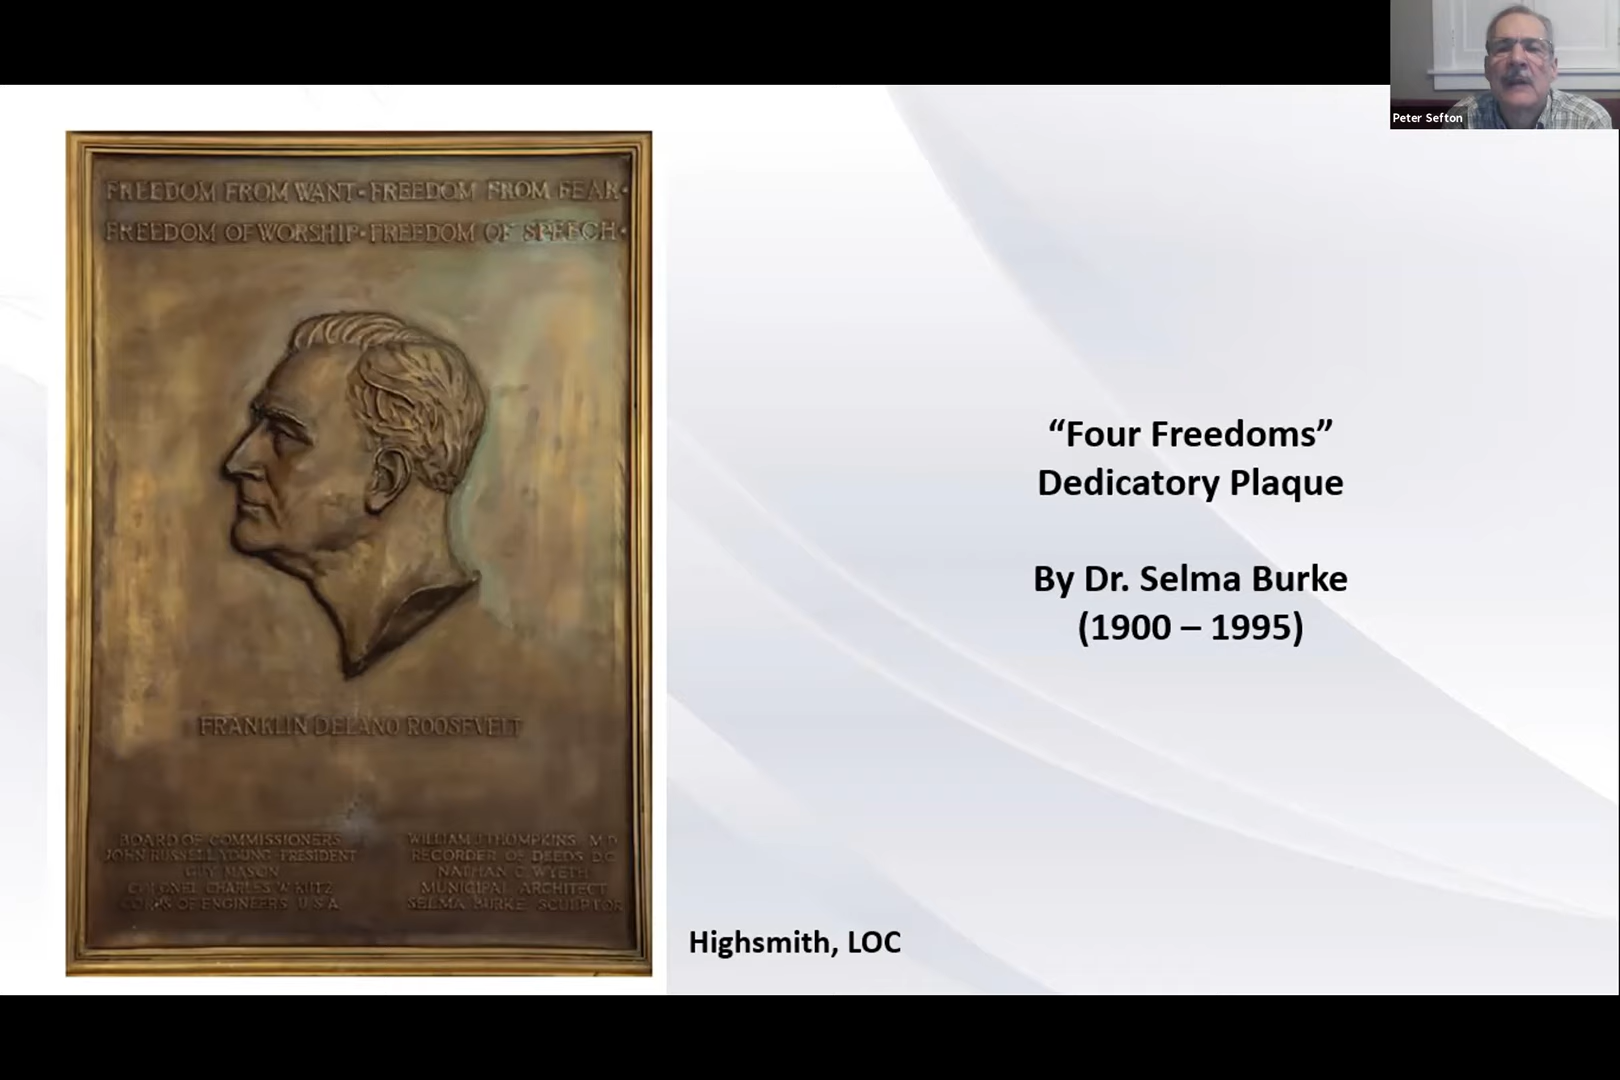 Peter Sefton
FREEDOM FROM WANT · FREEDOM FROM FEAR ·
FREEDOM OF WORSHIP · FREEDOM OF SPEECH ·
FRANKLIN DELANO ROOSEVELT
BOARD OF COMMISSIONERS
JOHN RUSSELL YOUNG PRESIDENT
GUY MASON
COLONEL CHARLES W KUTZ
CORPS OF ENGINEERS U.S.A
WILLIAM J THOMPKINS M D
RECORDER OF DEEDS D.C
NATHAN C WYETH
MUNICIPAL ARCHITECT
SELMA BURKE SCULPTOR
“Four Freedoms”
Dedicatory Plaque
By Dr. Selma Burke
(1900 – 1995)
Highsmith, LOC